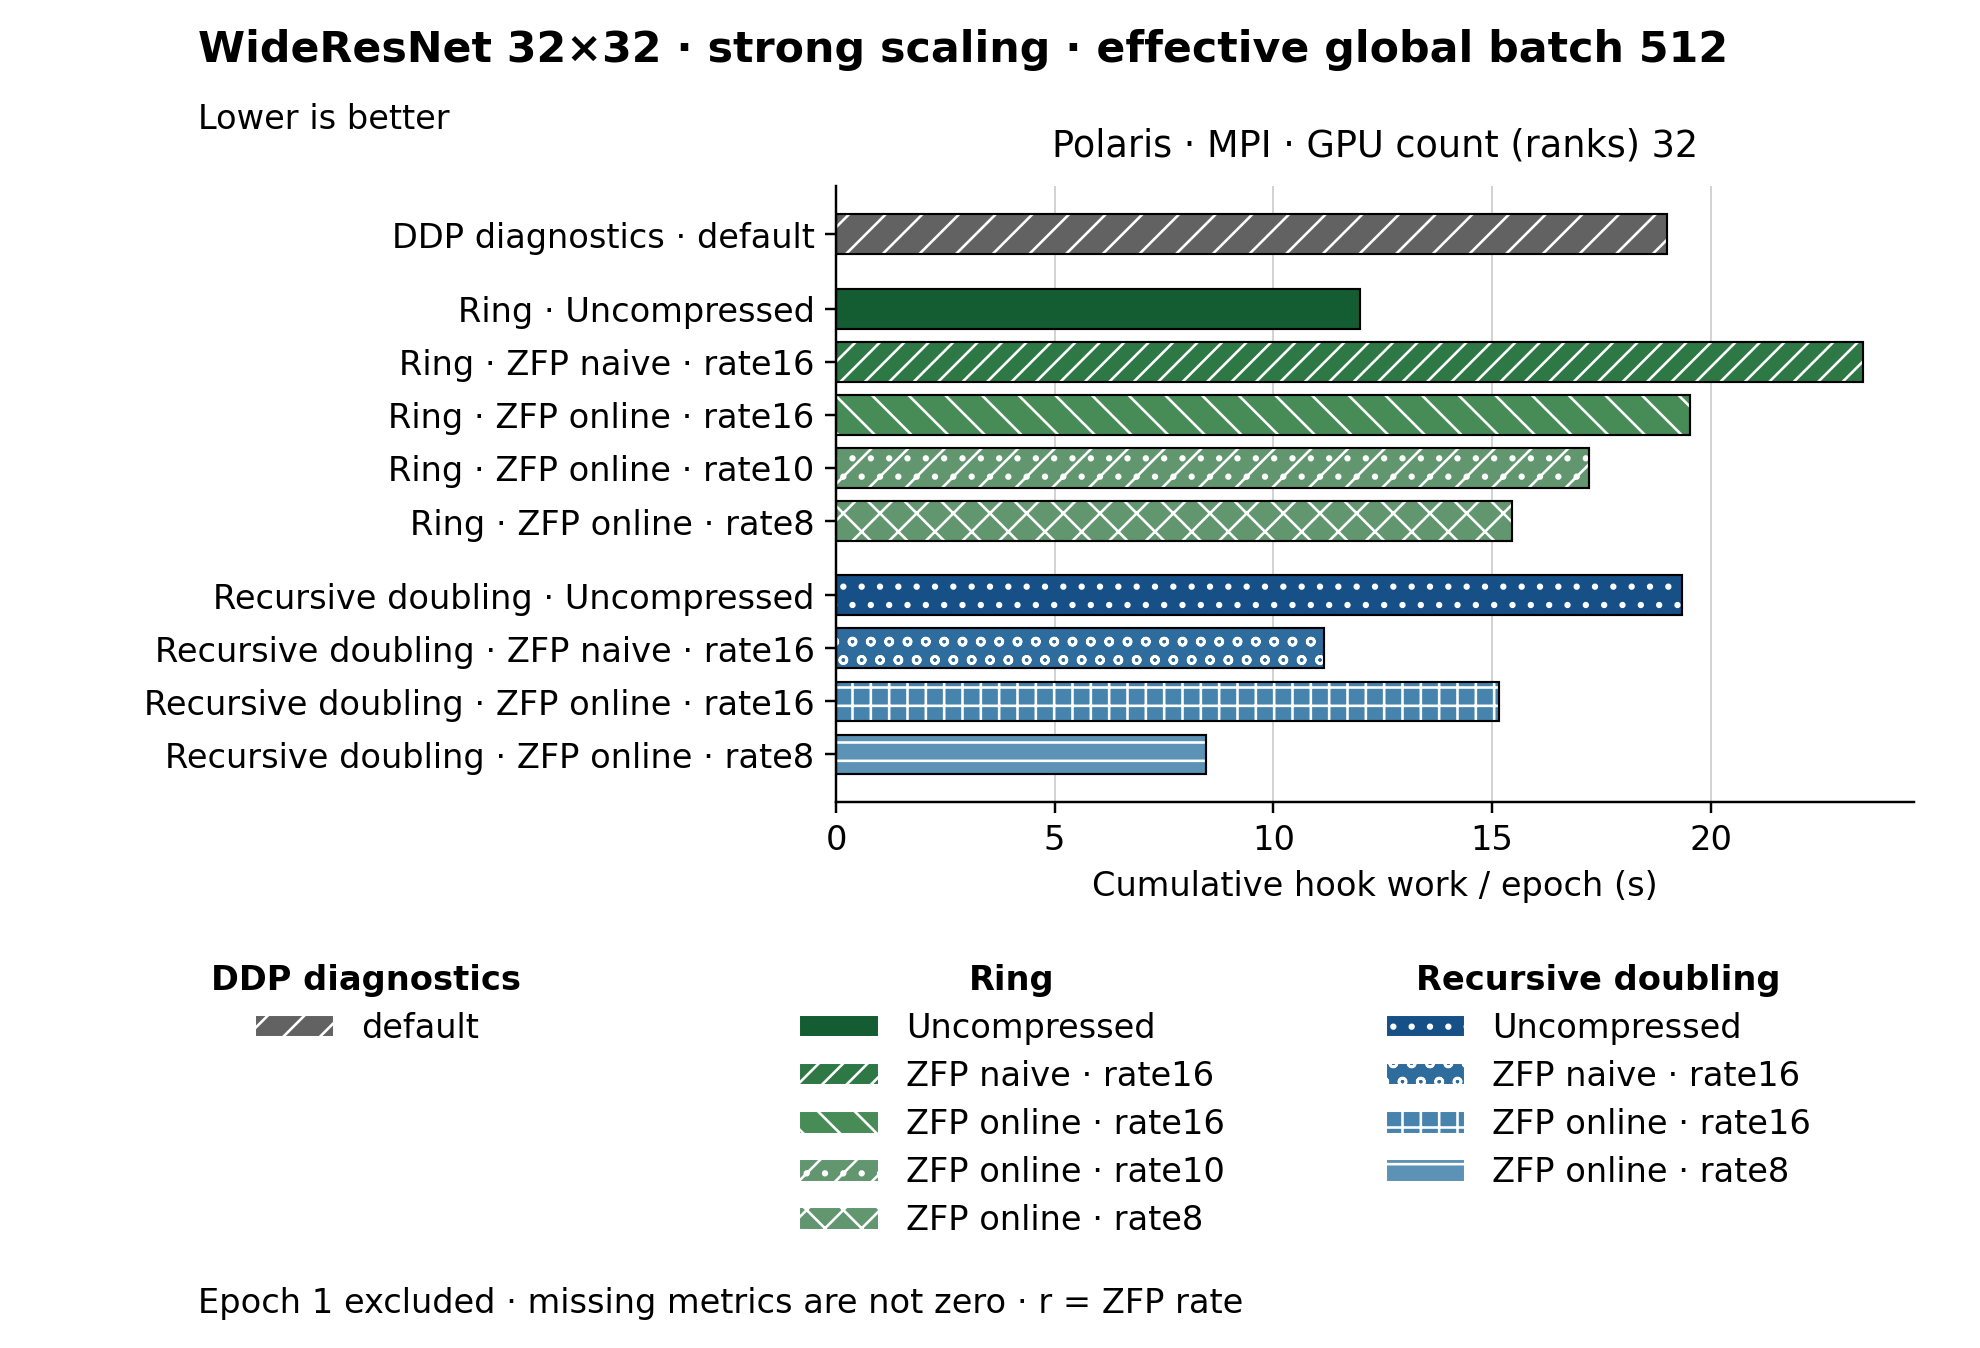 WideResNet 32×32 · strong scaling · effective global batch 512
Lower is better
Polaris · MPI · GPU count (ranks) 32
DDP diagnostics · default
Ring · Uncompressed
Ring · ZFP naive · rate16
Ring · ZFP online · rate16
Ring · ZFP online · rate10
Ring · ZFP online · rate8
Recursive doubling · Uncompressed
Recursive doubling · ZFP naive · rate16
Recursive doubling · ZFP online · rate16
Recursive doubling · ZFP online · rate8
0 5 10 15 20
Cumulative hook work / epoch (s)
DDP diagnostics
default
Ring
Uncompressed
ZFP naive · rate16
ZFP online · rate16
ZFP online · rate10
ZFP online · rate8
Recursive doubling
Uncompressed
ZFP naive · rate16
ZFP online · rate16
ZFP online · rate8
Epoch 1 excluded · missing metrics are not zero · r = ZFP rate